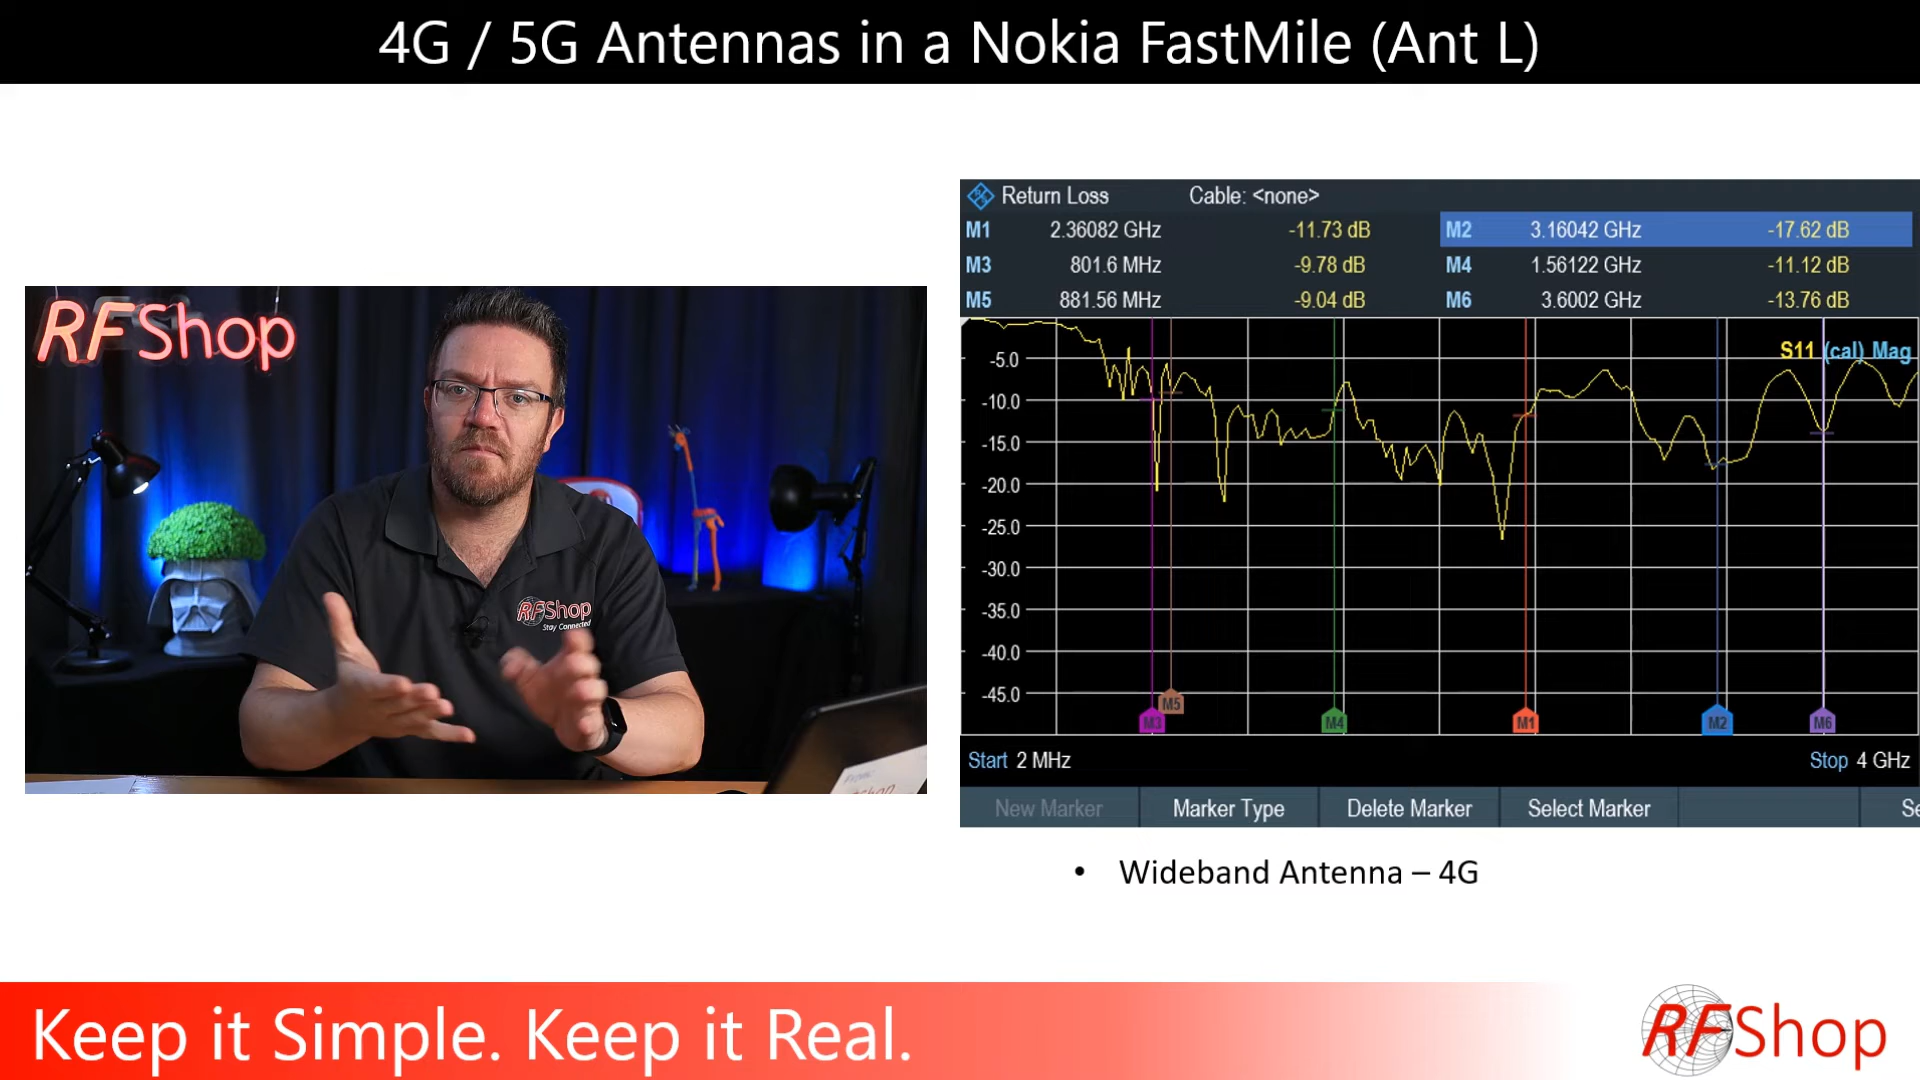 4G / 5G Antennas in a Nokia FastMile (Ant L)
RFShop
RFShop
Stay Connected
Return Loss Cable: <none>
M1 2.36082 GHz -11.73 dB M2 3.16042 GHz -17.62 dB
M3 801.6 MHz -9.78 dB M4 1.56122 GHz -11.12 dB
M5 881.56 MHz -9.04 dB M6 3.6002 GHz -13.76 dB
S11 (cal) Mag
-5.0
-10.0
-15.0
-20.0
-25.0
-30.0
-35.0
-40.0
-45.0
M5
M3 M4 M1 M2 M6
Start 2 MHz Stop 4 GHz
New Marker Marker Type Delete Marker Select Marker Se
• Wideband Antenna – 4G
Keep it Simple. Keep it Real.
RFShop